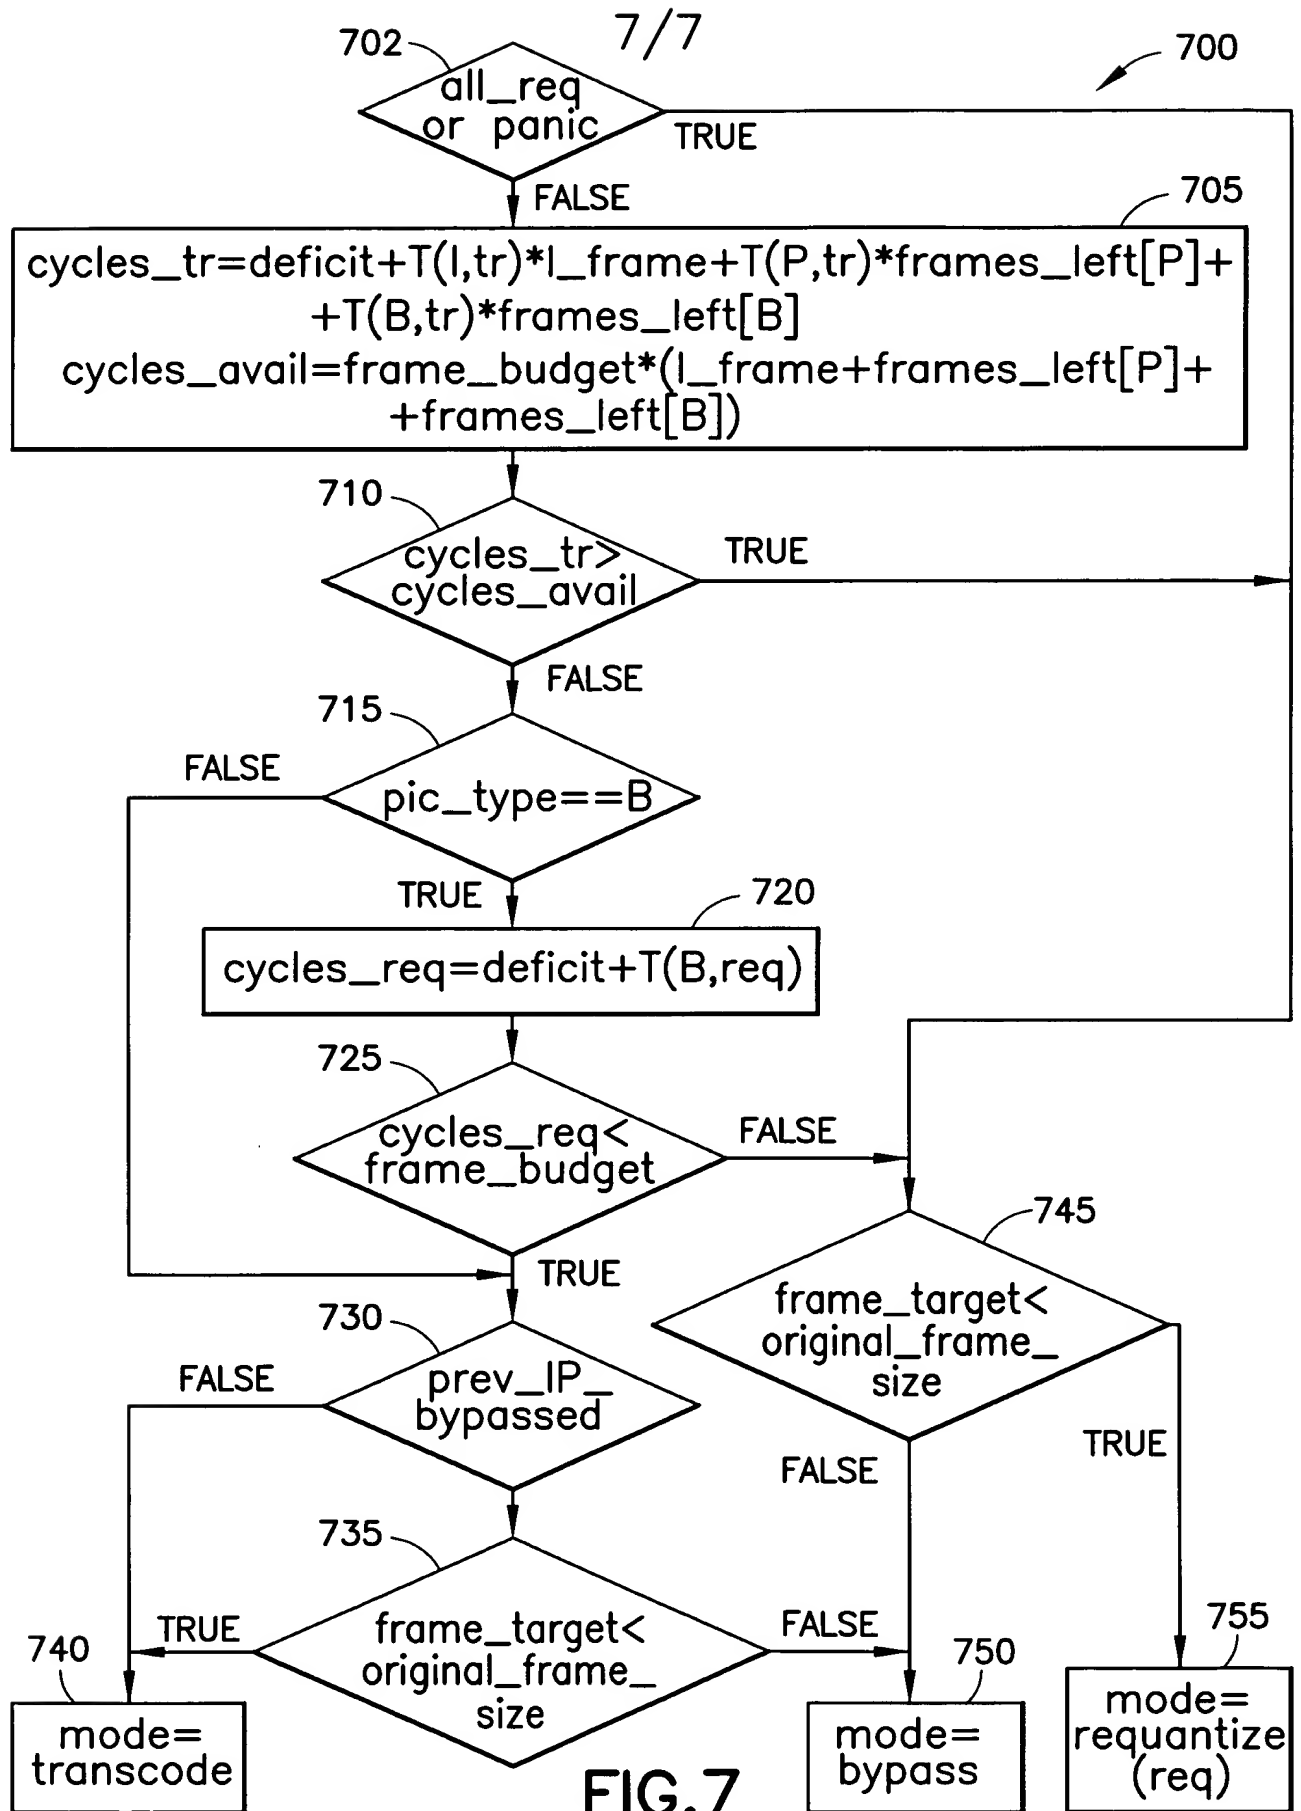 7/7
702
700
all_req
or panic
TRUE
FALSE
705
cycles_tr=deficit+T(I,tr)*I_frame+T(P,tr)*frames_left[P]+
+T(B,tr)*frames_left[B]
cycles_avail=frame_budget*(I_frame+frames_left[P]+
+frames_left[B])
710
cycles_tr>
cycles_avail
TRUE
FALSE
715
FALSE
pic_type==B
TRUE
720
cycles_req=deficit+T(B,req)
725
cycles_req<
frame_budget
FALSE
TRUE
745
frame_target<
original_frame_
size
730
FALSE
prev_IP_
bypassed
FALSE
TRUE
735
TRUE
frame_target<
original_frame_
size
FALSE
740
mode=
transcode
750
mode=
bypass
755
mode=
requantize
(req)
FIG.7